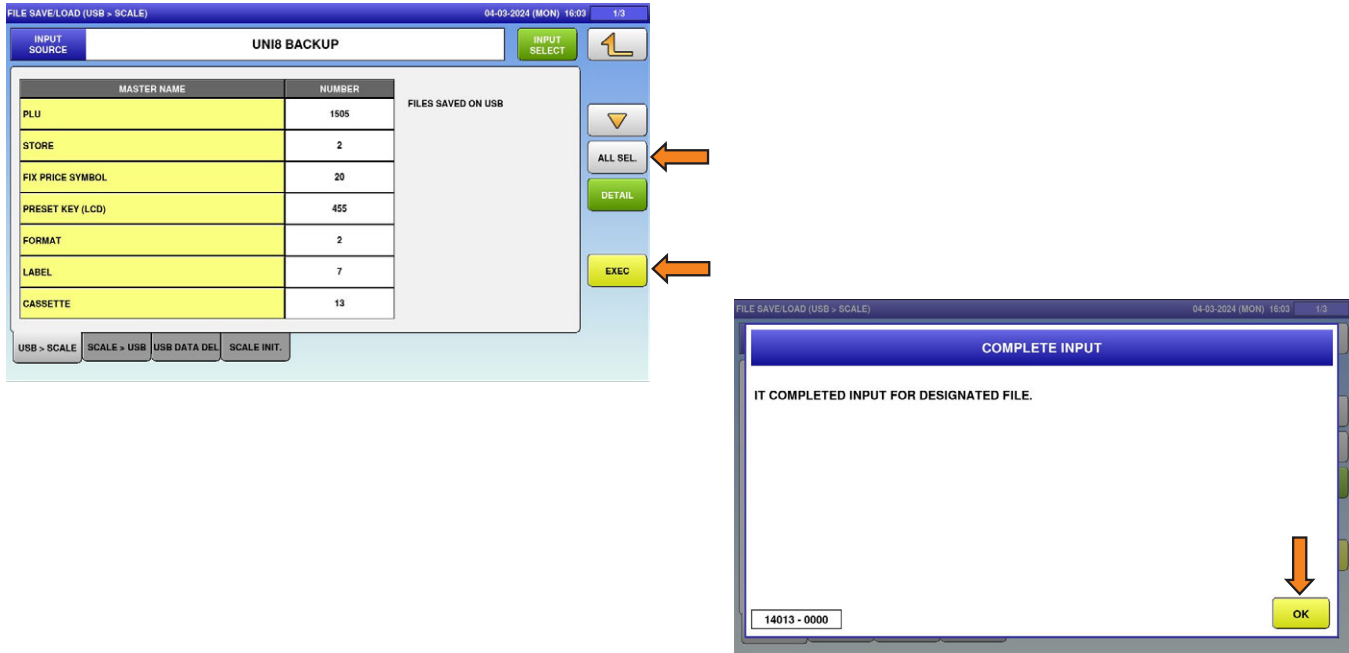 FILE SAVE/LOAD (USB > SCALE) 04-03-2024 (MON) 16:03 1/3
INPUT SOURCE UNI8 BACKUP INPUT SELECT
MASTER NAME NUMBER
FILES SAVED ON USB
PLU 1505
STORE 2
ALL SEL.
FIX PRICE SYMBOL 20
DETAIL
PRESET KEY (LCD) 455
FORMAT 2
LABEL 7
EXEC
CASSETTE 13
USB > SCALE SCALE > USB USB DATA DEL SCALE INIT.
FILE SAVE/LOAD (USB > SCALE) 04-03-2024 (MON) 16:03 1/3
COMPLETE INPUT
IT COMPLETED INPUT FOR DESIGNATED FILE.
14013 - 0000
OK